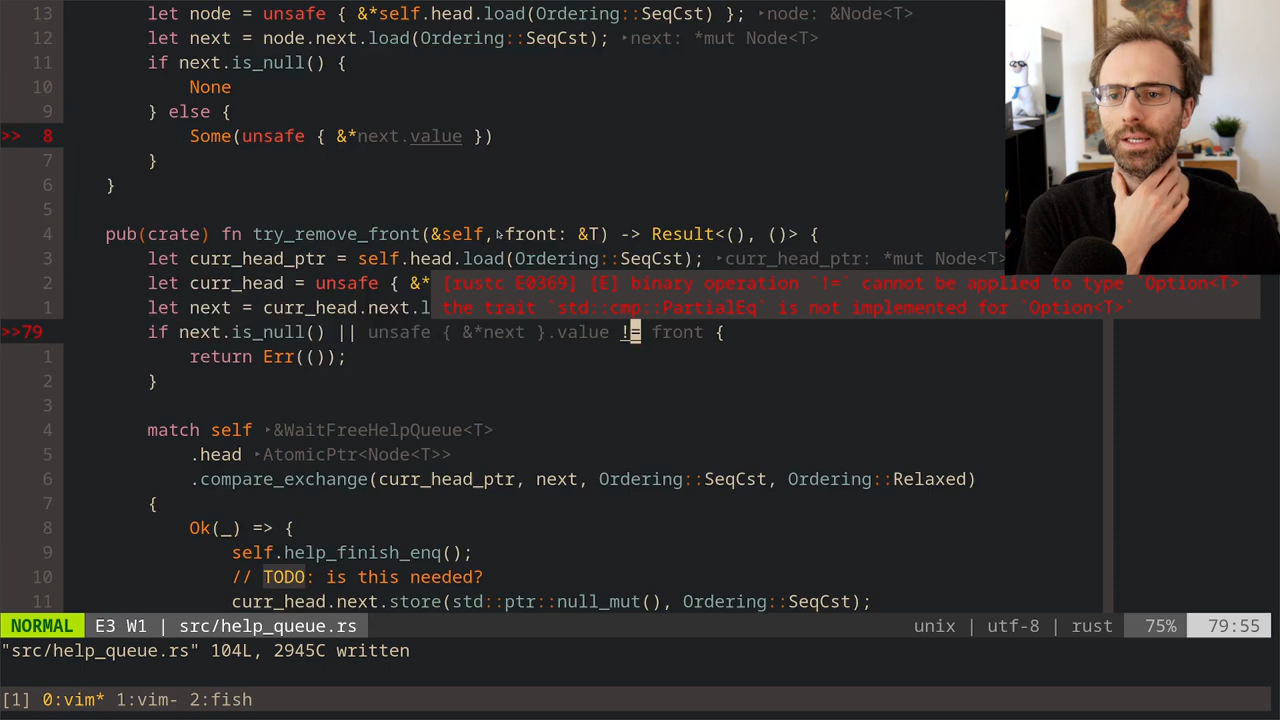 13 let node = unsafe { &*self.head.load(Ordering::SeqCst) }; ‣node: &Node<T>
12 let next = node.next.load(Ordering::SeqCst); ‣next: *mut Node<T>
11 if next.is_null() {
10 None
9 } else {
>> 8 Some(unsafe { &*next.value })
7 }
6 }
5
4 pub(crate) fn try_remove_front(&self, front: &T) -> Result<(), ()> {
3 let curr_head_ptr = self.head.load(Ordering::SeqCst); ‣curr_head_ptr: *mut Node<T>
2 let curr_head = unsafe { &* [rustc E0369] [E] binary operation `!=` cannot be applied to type `Option<T>`
1 let next = curr_head.next.l the trait `std::cmp::PartialEq` is not implemented for `Option<T>`
>>79 if next.is_null() || unsafe { &*next }.value != front {
1 return Err(());
2 }
3
4 match self ‣&WaitFreeHelpQueue<T>
5 .head ‣AtomicPtr<Node<T>>
6 .compare_exchange(curr_head_ptr, next, Ordering::SeqCst, Ordering::Relaxed)
7 {
8 Ok(_) => {
9 self.help_finish_enq();
10 // TODO: is this needed?
11 curr_head.next.store(std::ptr::null_mut(), Ordering::SeqCst);
NORMAL E3 W1 | src/help_queue.rs unix | utf-8 | rust 75% 79:55
"src/help_queue.rs" 104L, 2945C written
[1] 0:vim* 1:vim- 2:fish